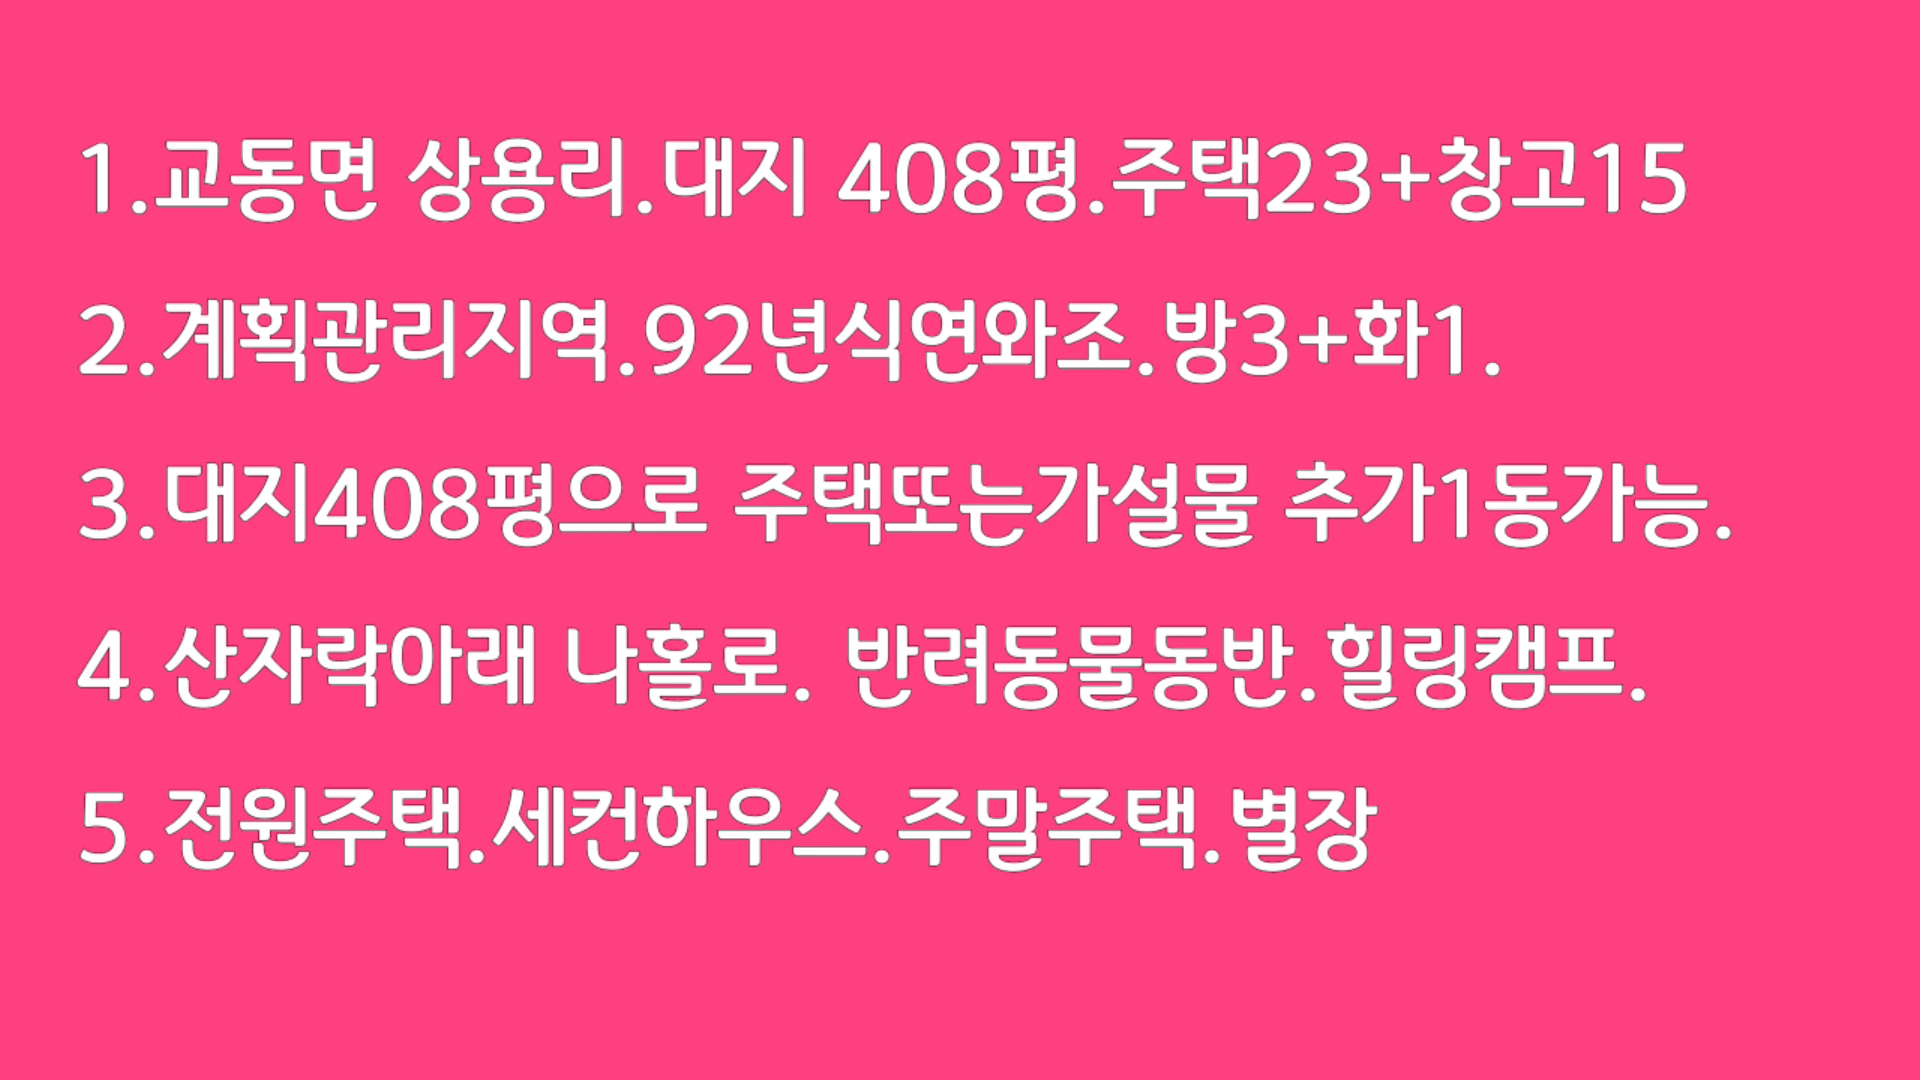 1.교동면 상용리.대지 408평.주택23+창고15
2.계획관리지역.92년식연와조.방3+화1.
3.대지408평으로 주택또는가설물 추가1동가능.
4.산자락아래 나홀로. 반려동물동반.힐링캠프.
5.전원주택.세컨하우스.주말주택.별장